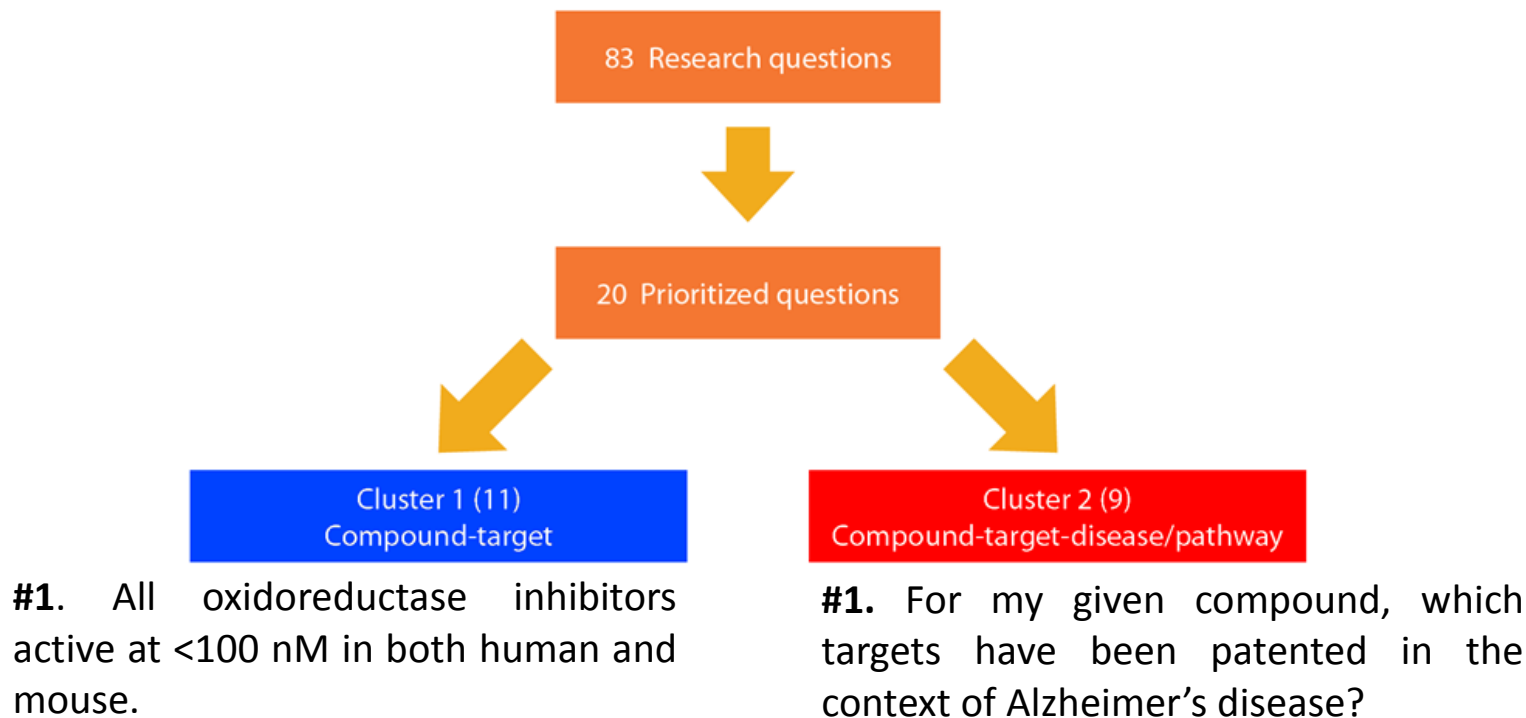 83 Research questions
20 Prioritized questions
Cluster 1 (11)
Compound-target
Cluster 2 (9)
Compound-target-disease/pathway
#1. All oxidoreductase inhibitors
active at <100 nM in both human and
mouse.
#1. For my given compound, which
targets have been patented in the
context of Alzheimer’s disease?